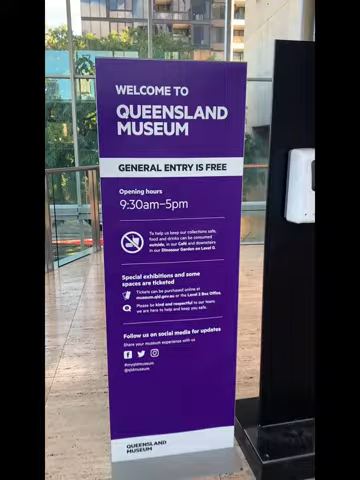 WELCOME TO
QUEENSLAND
MUSEUM
GENERAL ENTRY IS FREE
Opening hours
9:30am–5pm
To help us keep our collections safe,
food and drinks can be consumed
outside, in our Café and downstairs
in our Dinosaur Garden on Level G.
Special exhibitions and some
spaces are ticketed
Tickets can be purchased online at
museum.qld.gov.au or the Level 2 Box Office.
Please be kind and respectful to our team,
we are here to help and keep you safe.
Follow us on social media for updates
Share your museum experience with us
#myqldmuseum
@qldmuseum
QUEENSLAND
MUSEUM